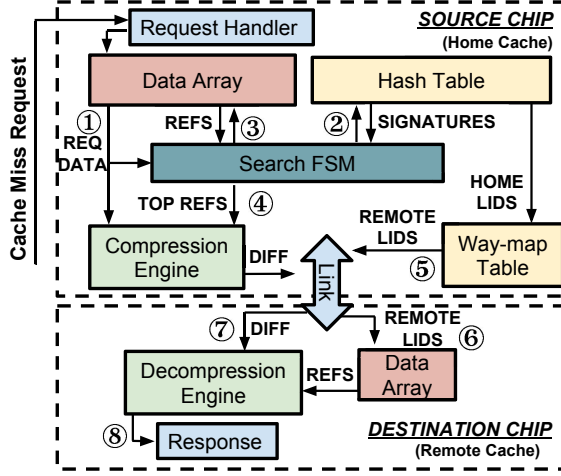 SOURCE CHIP
(Home Cache)
Request Handler
Data Array
Hash Table
①
REQ
DATA
REFS
③
②
SIGNATURES
Search FSM
Cache Miss Request
TOP REFS
④
HOME
LIDS
REMOTE
LIDS
Compression
Engine
DIFF
Link
⑤
Way-map
Table
⑦
DIFF
REMOTE
LIDS
⑥
Decompression
Engine
REFS
Data
Array
⑧
Response
DESTINATION CHIP
(Remote Cache)